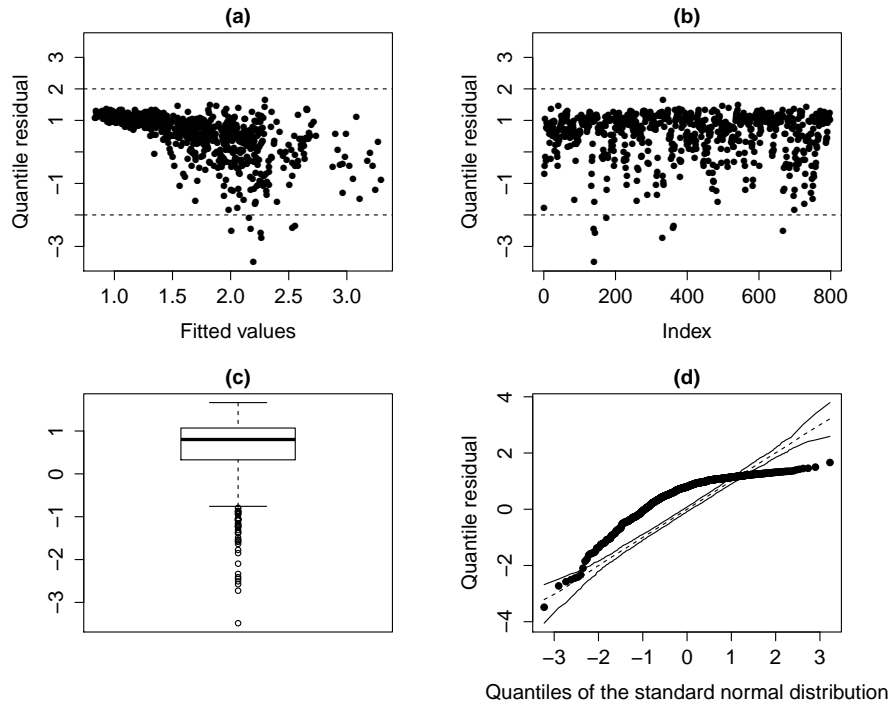 (a)
Quantile residual
3
2
1
-1
-3
1.0 1.5 2.0 2.5 3.0
Fitted values
(b)
Quantile residual
3
2
1
-1
-3
0 200 400 600 800
Index
(c)
1
0
-1
-2
-3
(d)
Quantile residual
4
2
0
-2
-4
-3 -2 -1 0 1 2 3
Quantiles of the standard normal distribution